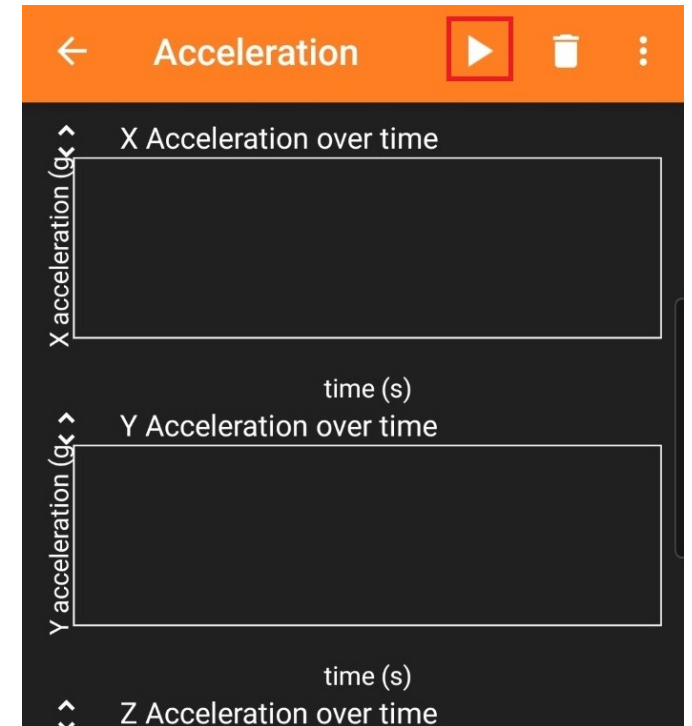 Acceleration
X Acceleration over time
X acceleration (g
time (s)
Y Acceleration over time
Y acceleration (g
time (s)
Z Acceleration over time